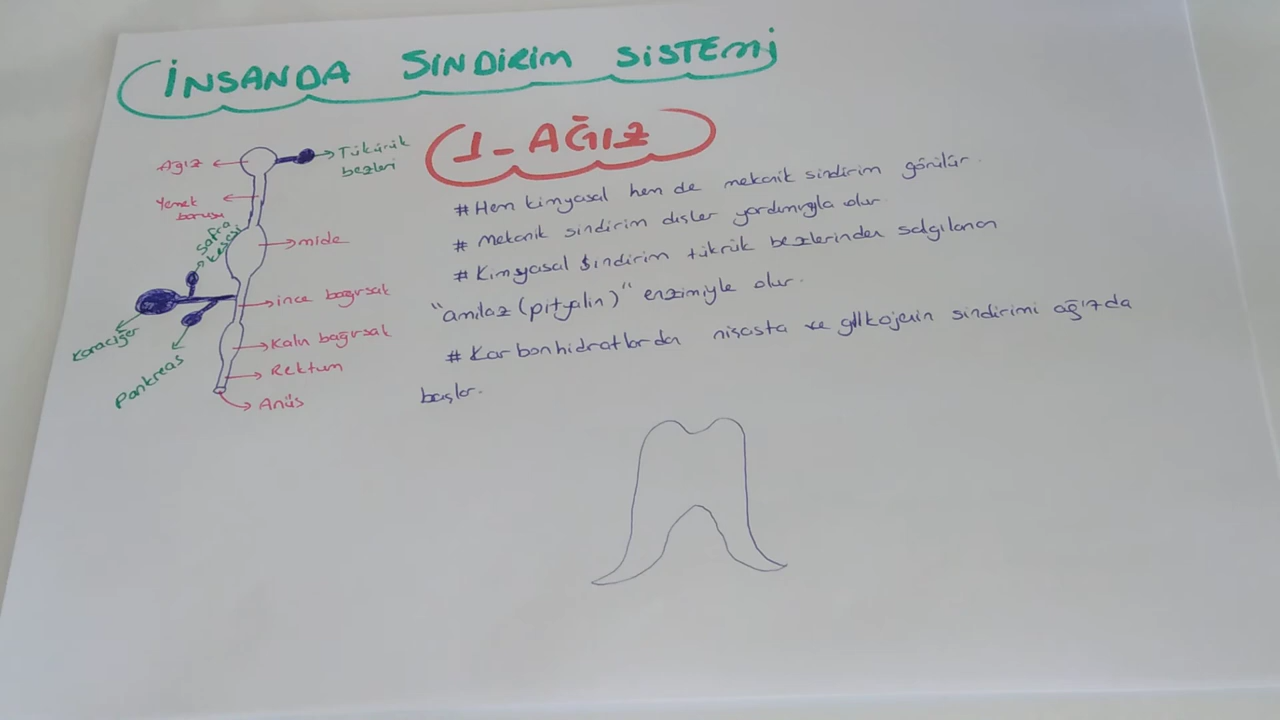 İNSANDA SINDIRIM SISTEMI
1-AĞIZ
Ağız
Tükürük
bezleri
Yemek
borusu
Safra
kesesi
mide
ince bağırsak
Karaciğer
Pankreas
Kalın bağırsak
Rektum
Anüs
#Hem kimyasal hem de mekanik sindirim görülür.
# Mekanik sindirim dişler yardımıyla olur
# Kimyasal sindirim tükrük bezlerinden salgılanan
"amilaz (pityalin)" enzimiyle olur.
# Karbonhidratlardan nişasta ve glikojenin sindirimi ağızda
başlar.